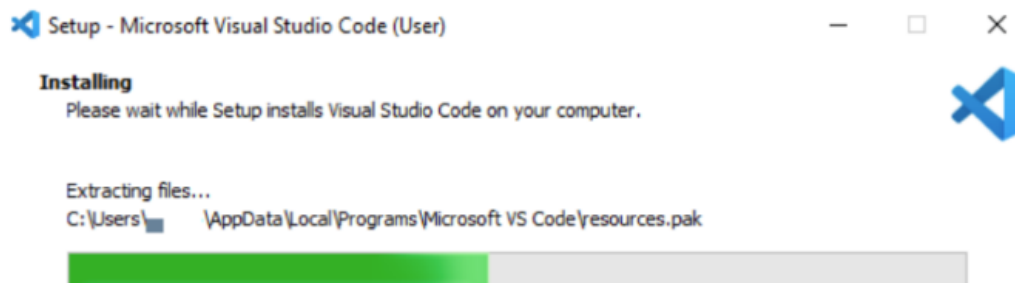 Setup - Microsoft Visual Studio Code (User)
Installing
Please wait while Setup installs Visual Studio Code on your computer.
Extracting files...
C:\Users\ \AppData\Local\Programs\Microsoft VS Code\resources.pak